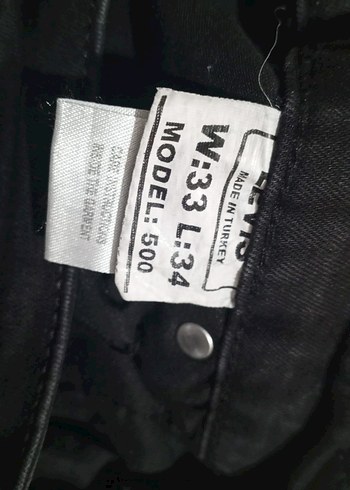 MADE IN TURKEY
W:33 L:34
MODEL: 500
CARE INSTRUCTIONS
INSIDE THE GARMENT